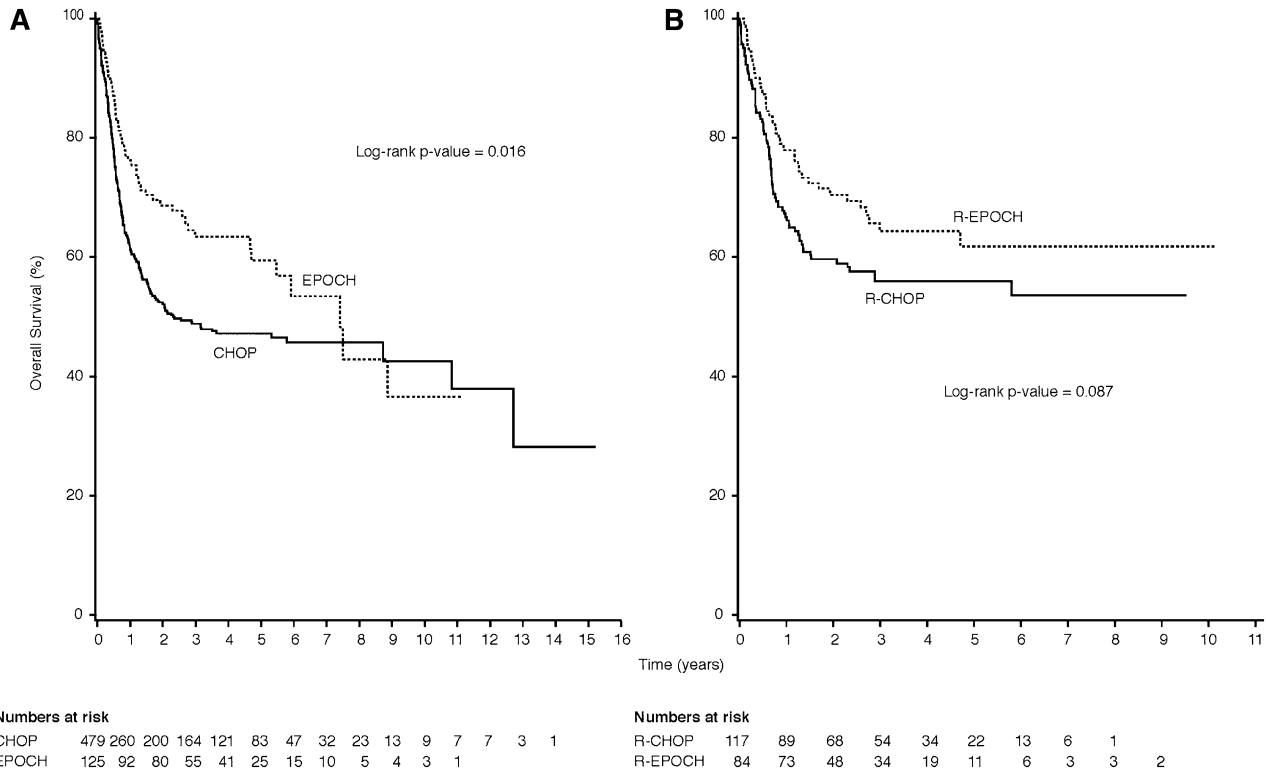 A
B
100
80
60
40
20
0
Overall Survival (%)
Log-rank p-value = 0.016
EPOCH
CHOP
0 1 2 3 4 5 6 7 8 9 10 11 12 13 14 15 16
100
80
60
40
20
0
R-EPOCH
R-CHOP
Log-rank p-value = 0.087
0 1 2 3 4 5 6 7 8 9 10 11
Time (years)
Numbers at risk
CHOP 479 260 200 164 121 83 47 32 23 13 9 7 7 3 1
EPOCH 125 92 80 55 41 25 15 10 5 4 3 1
Numbers at risk
R-CHOP 117 89 68 54 34 22 13 6 1
R-EPOCH 84 73 48 34 19 11 6 3 3 2